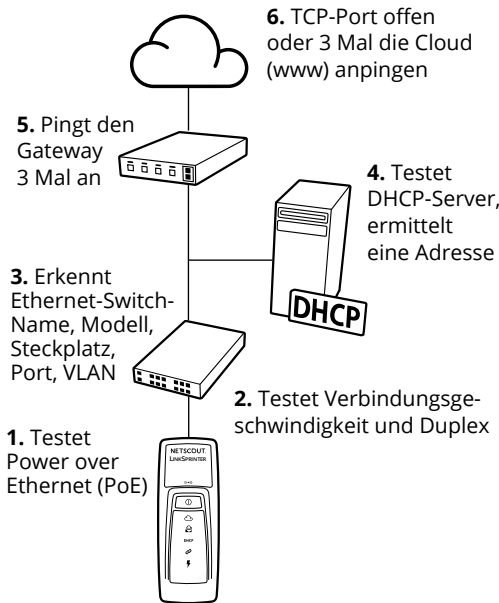 6. TCP-Port offen
oder 3 Mal die Cloud
(www) anpingen
5. Pingt den
Gateway
3 Mal an
4. Testet
DHCP-Server,
ermittelt
eine Adresse
DHCP
3. Erkennt
Ethernet-Switch-
Name, Modell,
Steckplatz,
Port, VLAN
2. Testet Verbindungsge-
schwindigkeit und Duplex
1. Testet
Power over
Ethernet (PoE)
NETSCOUT
LinkSprinter
DHCP